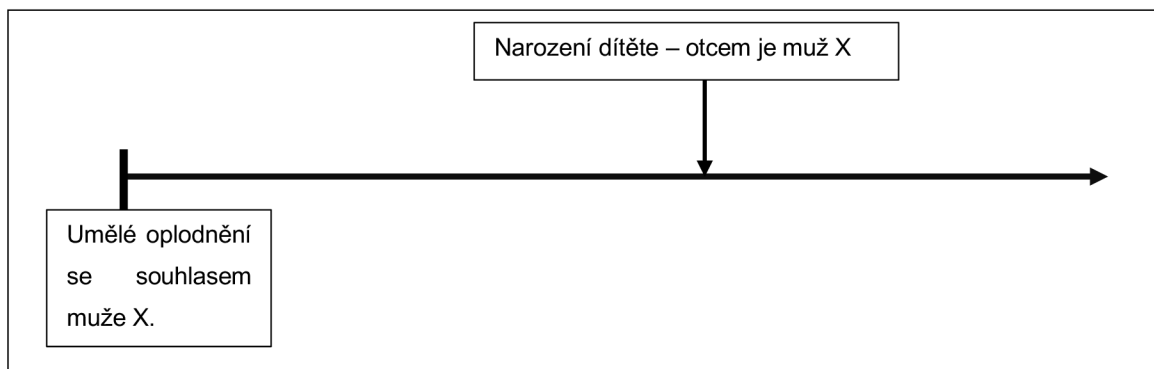 Narození dítěte – otcem je muž X
Umělé oplodnění
se souhlasem
muže X.